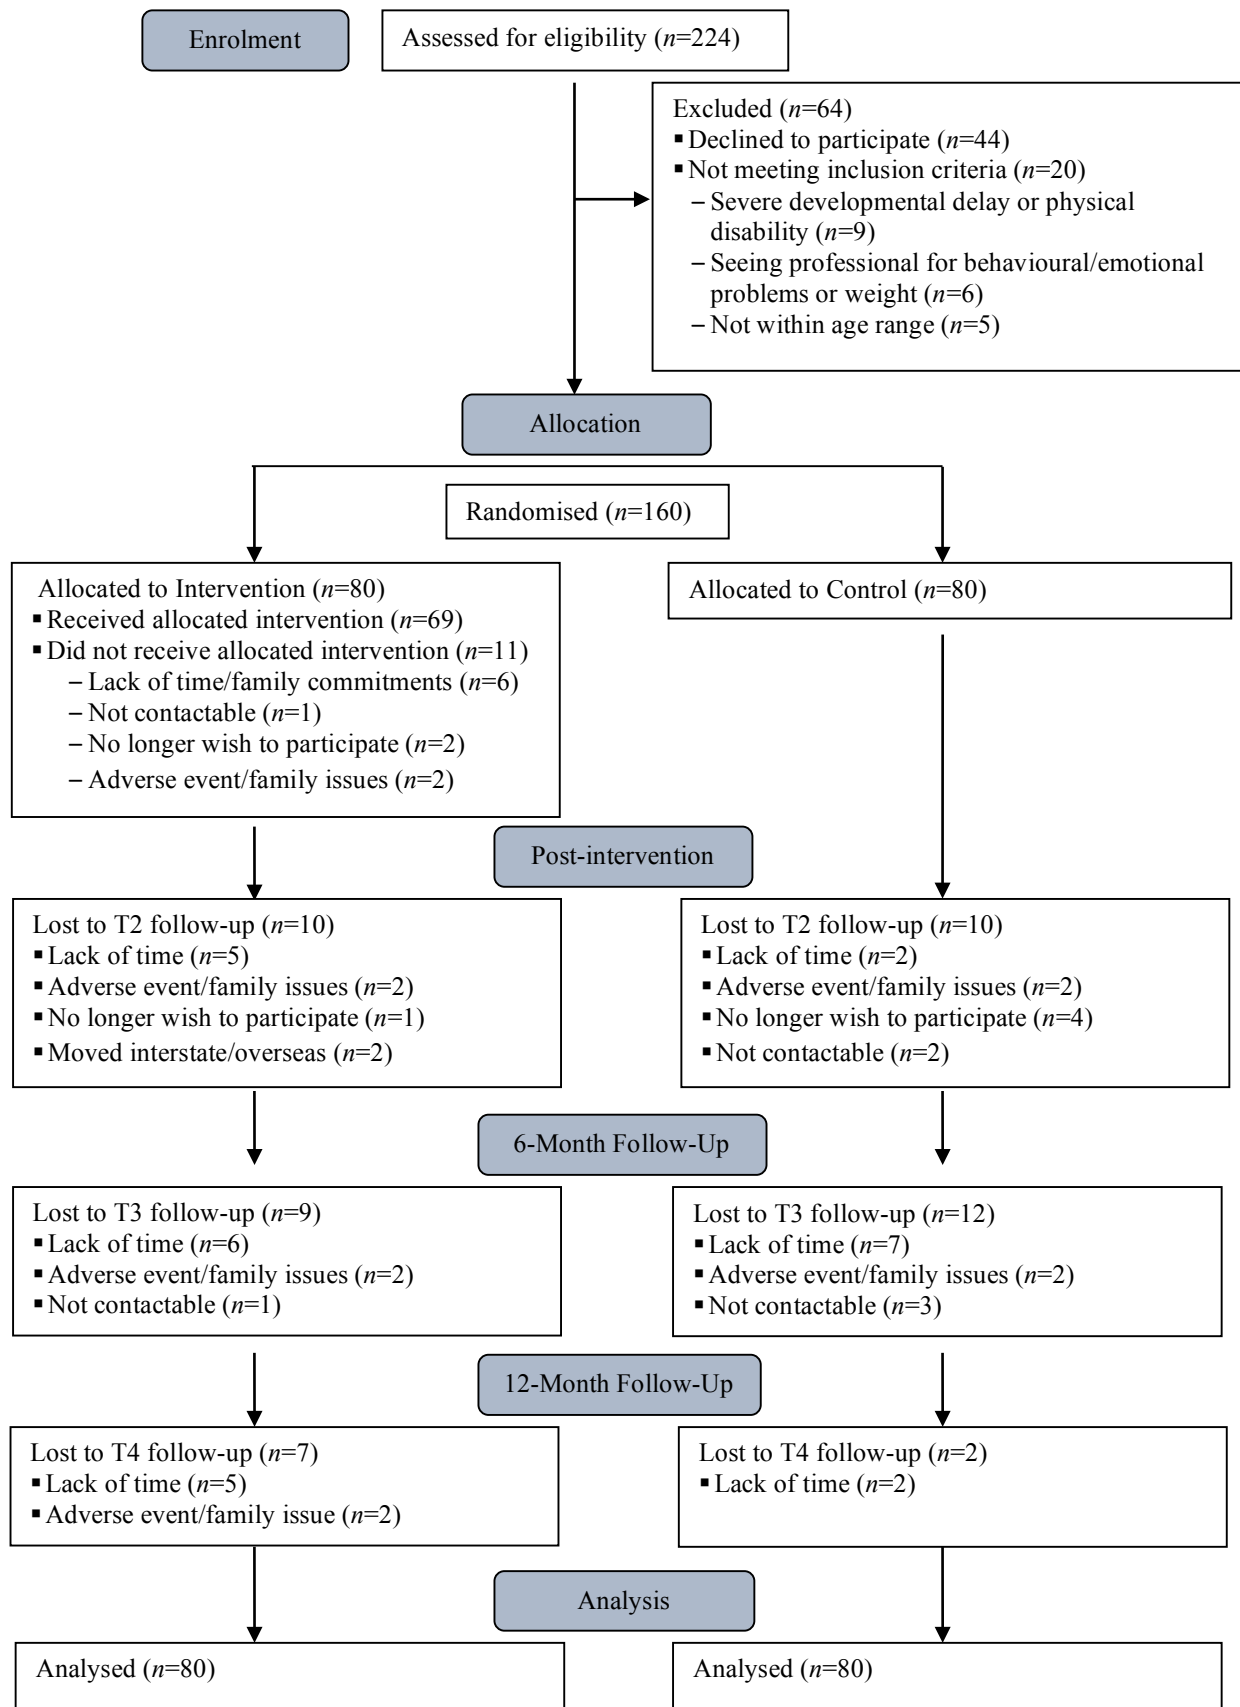 Enrolment
Assessed for eligibility (n=224)
Excluded (n=64)
▪ Declined to participate (n=44)
▪ Not meeting inclusion criteria (n=20)
– Severe developmental delay or physical
disability (n=9)
– Seeing professional for behavioural/emotional
problems or weight (n=6)
– Not within age range (n=5)
Allocation
Randomised (n=160)
Allocated to Intervention (n=80)
▪ Received allocated intervention (n=69)
▪ Did not receive allocated intervention (n=11)
– Lack of time/family commitments (n=6)
– Not contactable (n=1)
– No longer wish to participate (n=2)
– Adverse event/family issues (n=2)
Allocated to Control (n=80)
Post-intervention
Lost to T2 follow-up (n=10)
▪ Lack of time (n=5)
▪ Adverse event/family issues (n=2)
▪ No longer wish to participate (n=1)
▪ Moved interstate/overseas (n=2)
Lost to T2 follow-up (n=10)
▪ Lack of time (n=2)
▪ Adverse event/family issues (n=2)
▪ No longer wish to participate (n=4)
▪ Not contactable (n=2)
6-Month Follow-Up
Lost to T3 follow-up (n=9)
▪ Lack of time (n=6)
▪ Adverse event/family issues (n=2)
▪ Not contactable (n=1)
Lost to T3 follow-up (n=12)
▪ Lack of time (n=7)
▪ Adverse event/family issues (n=2)
▪ Not contactable (n=3)
12-Month Follow-Up
Lost to T4 follow-up (n=7)
▪ Lack of time (n=5)
▪ Adverse event/family issue (n=2)
Lost to T4 follow-up (n=2)
▪ Lack of time (n=2)
Analysis
Analysed (n=80)
Analysed (n=80)